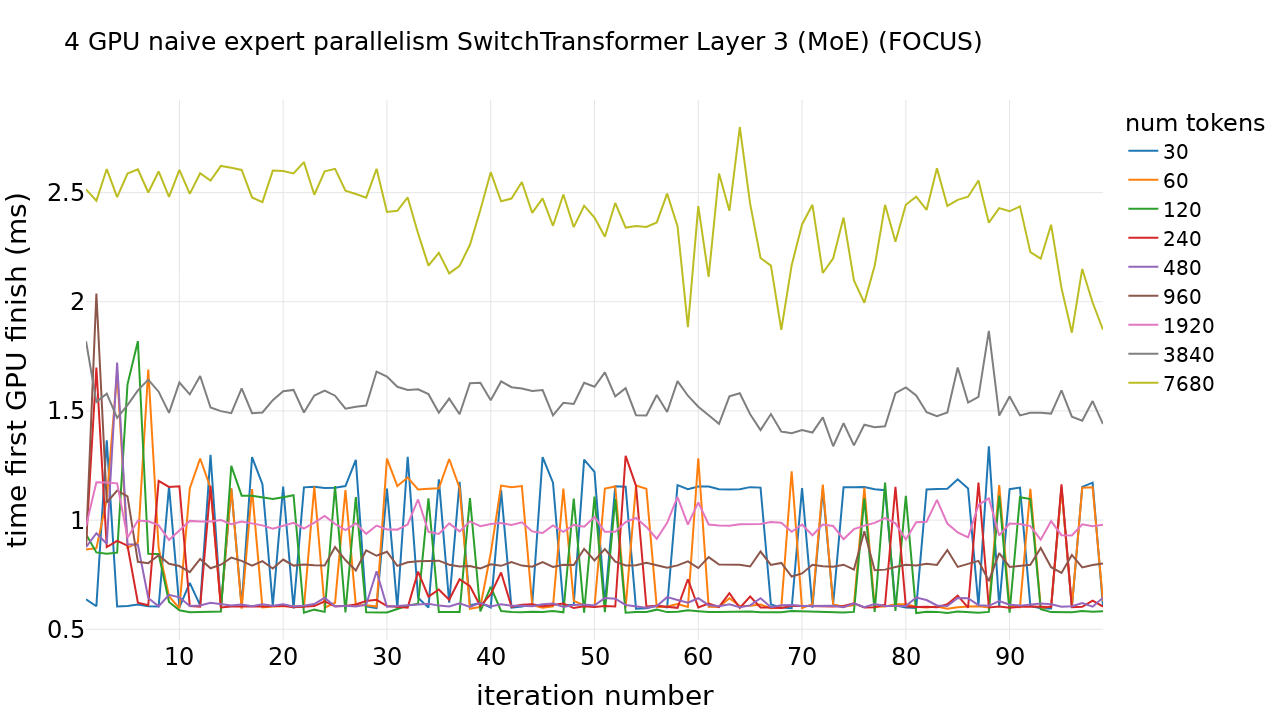 4 GPU naive expert parallelism SwitchTransformer Layer 3 (MoE) (FOCUS)
time first GPU finish (ms)
2.5
2
1.5
1
0.5
10 20 30 40 50 60 70 80 90
iteration number
num tokens
30
60
120
240
480
960
1920
3840
7680